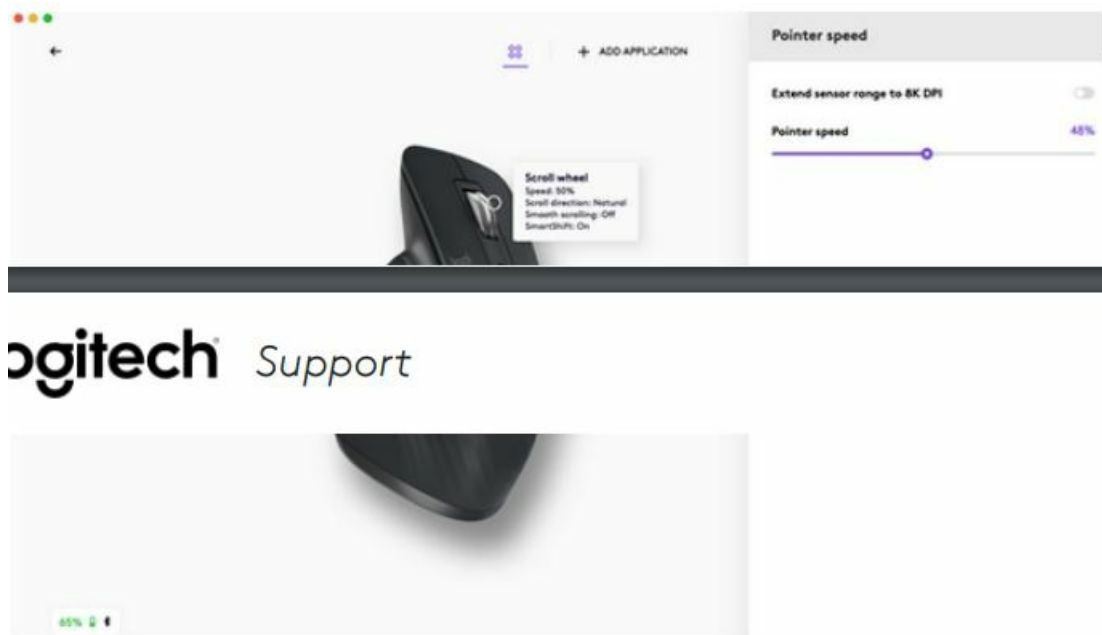 Pointer speed
+ ADD APPLICATION
Extend sensor range to 8K DPI
Pointer speed 48%
Scroll wheel
Speed: 50%
Scroll direction: Natural
Smooth scrolling: Off
SmartShift: On
ogitech Support
65%